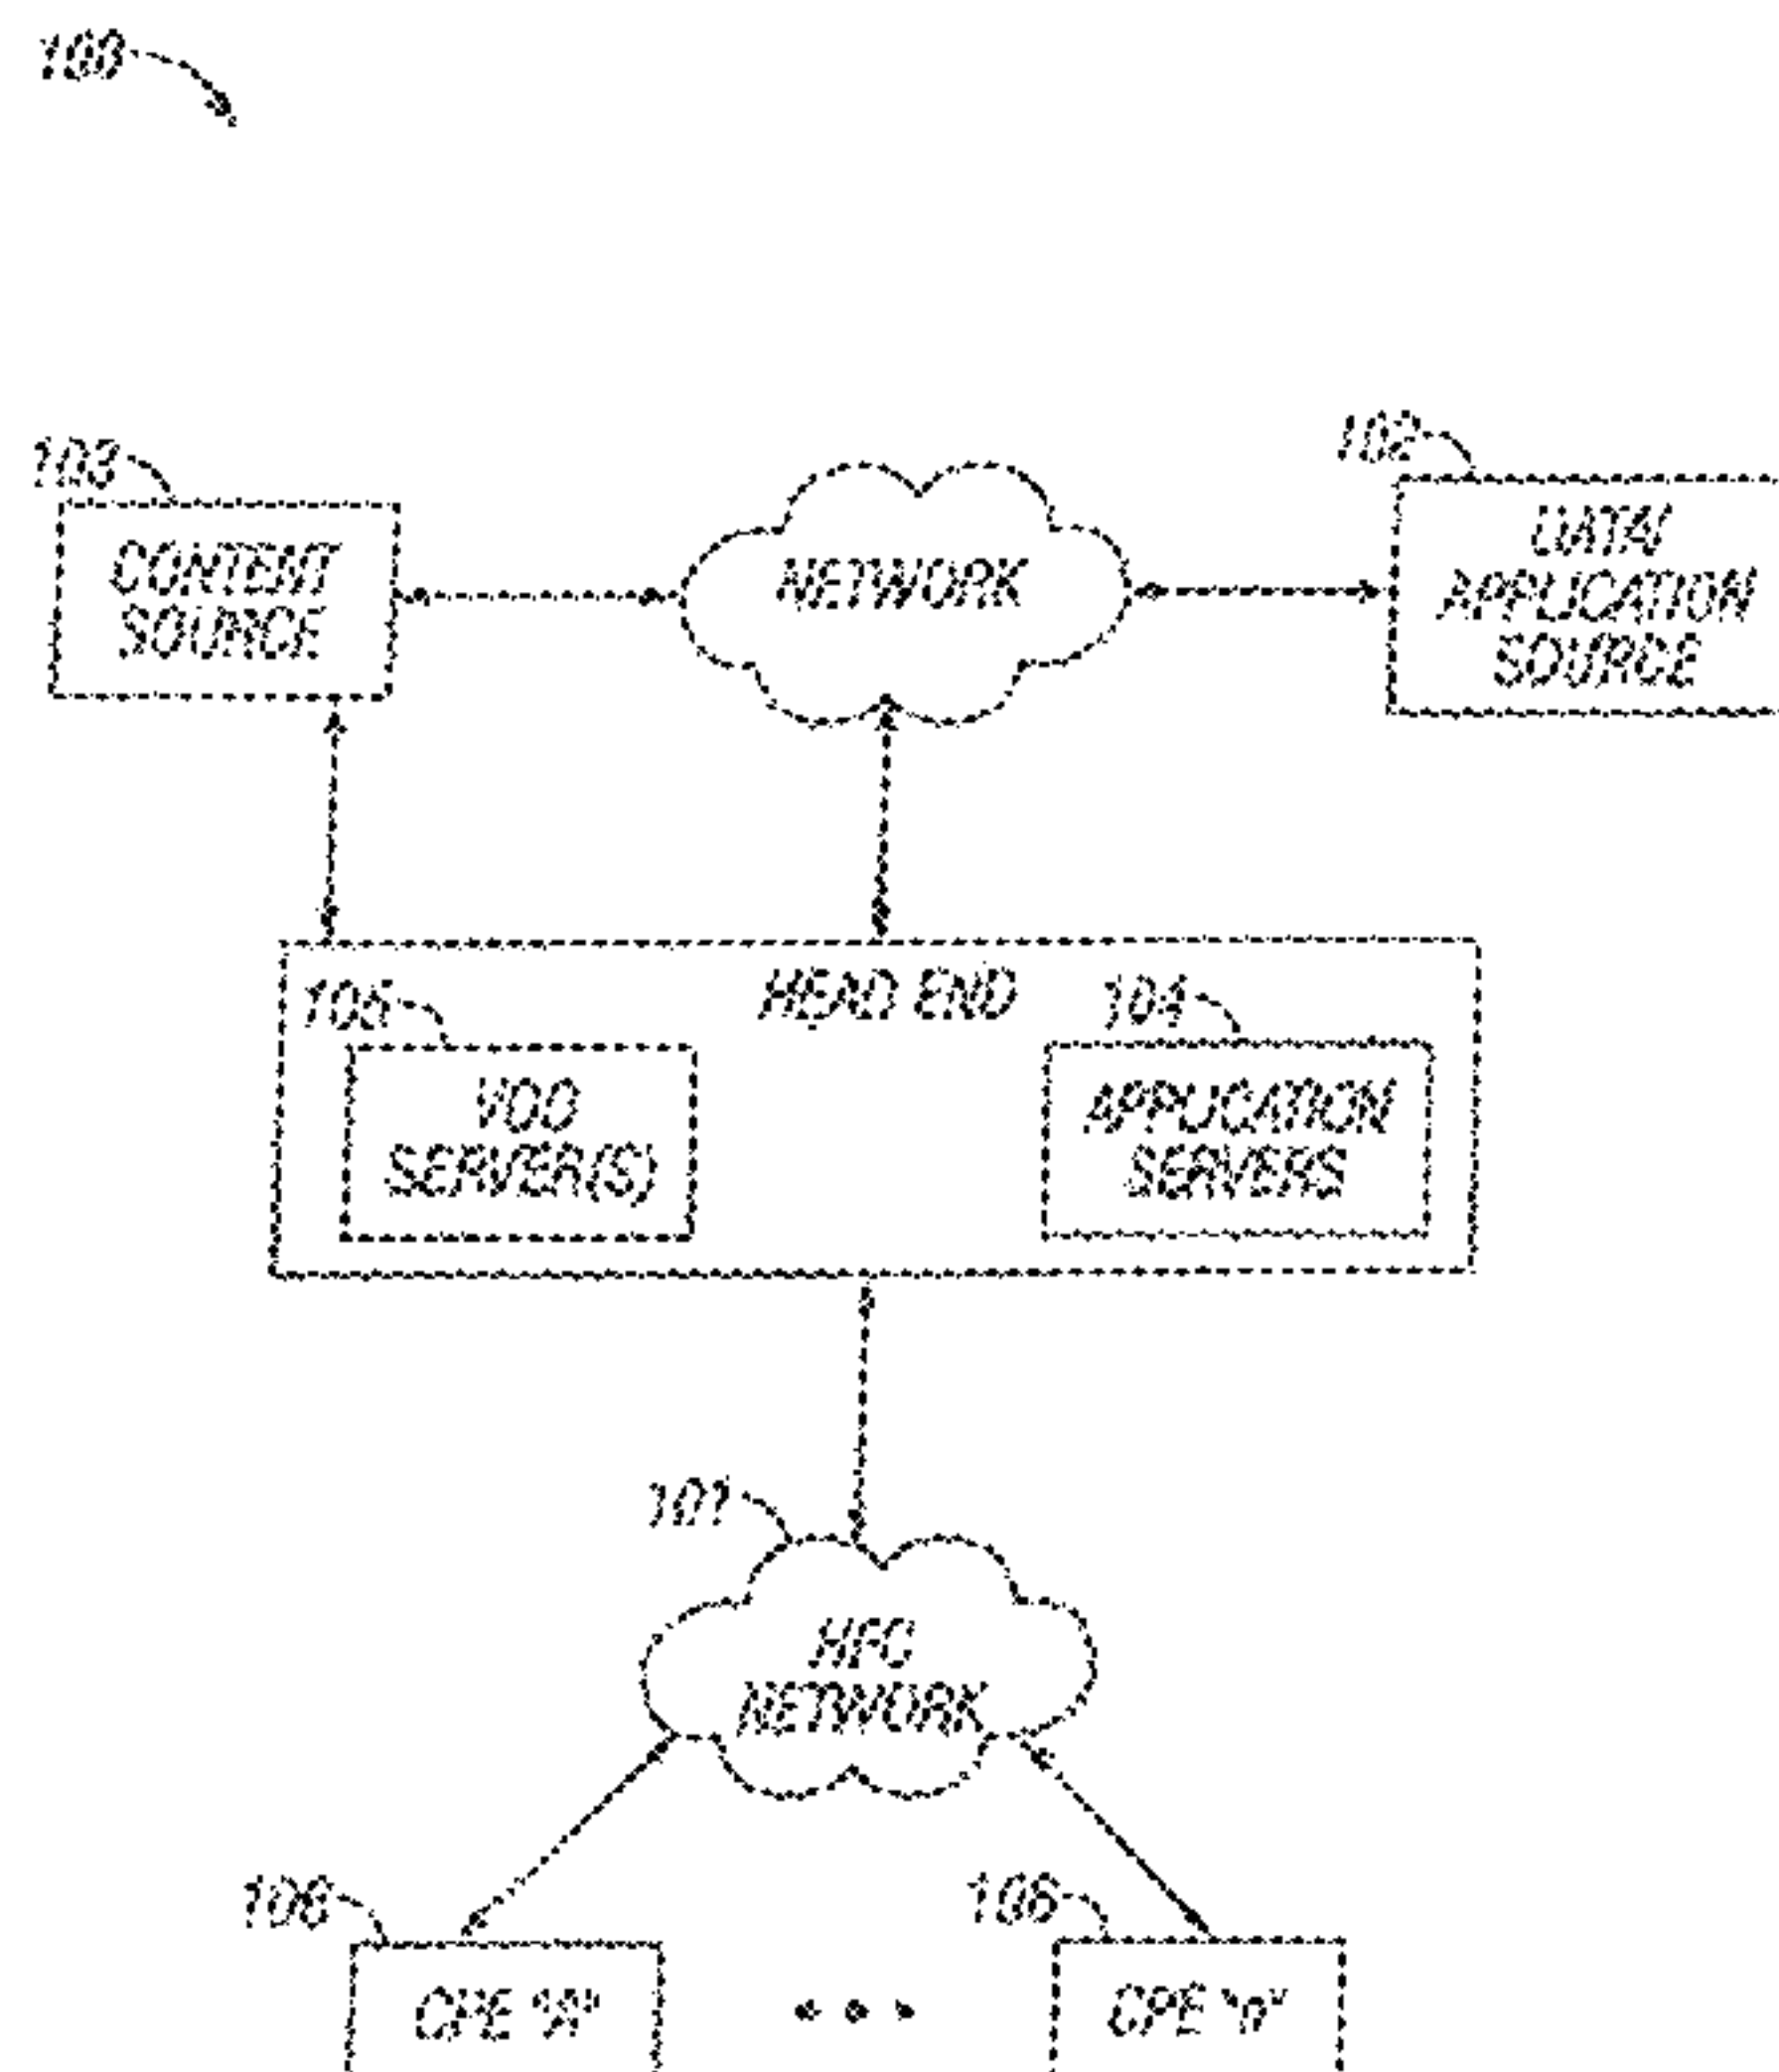 100
103
102
CONTENT
SOURCE
NETWORK
DATA/
APPLICATION
SOURCE
HEAD END
105
104
VOD
SERVER(S)
APPLICATION
SERVERS
101
HFC
NETWORK
106
106
CPE
CPE "n"